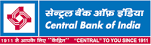 सेन्ट्रल बैंक ऑफ़ इंडिया
Central Bank of India
1911 से आपके लिए "केंद्रित" "CENTRAL" TO YOU SINCE 1911